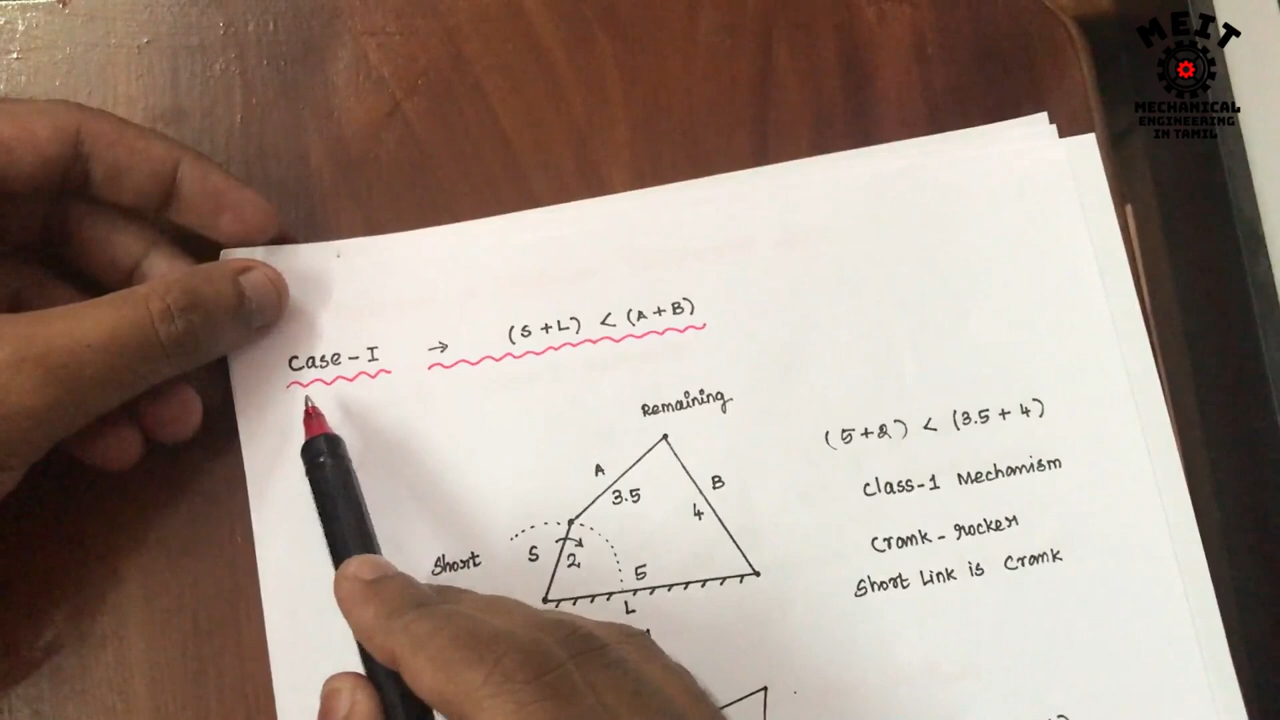 MEIT
MECHANICAL
ENGINEERING
IN TAMIL
Case-I → (S+L) < (A+B)
Remaining
A
3.5
B
4
Short
S
2
5
L
(5+2) < (3.5+4)
Class-1 Mechanism
Crank-rocker
Short Link is Crank